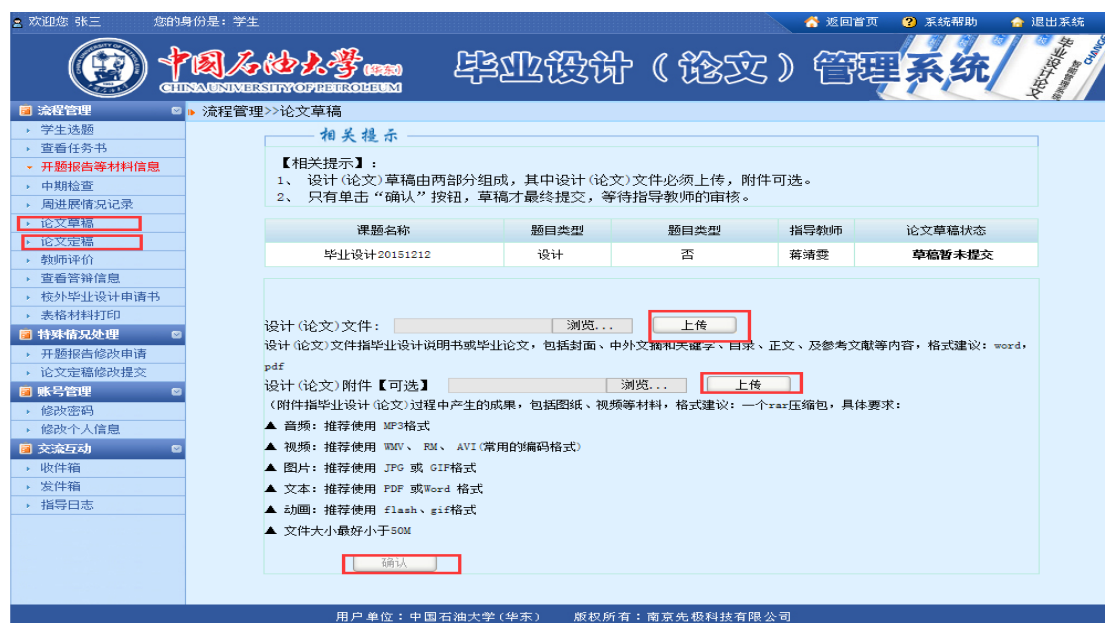 欢迎您 张三 您的身份是：学生 返回首页 系统帮助 退出系统
中国石油大学(华东)
CHINA UNIVERSITY OF PETROLEUM
毕业设计（论文）管理系统
毕业设计论文
智能管理系统
流程管理
学生选题
查看任务书
开题报告等材料信息
中期检查
周进展情况记录
论文草稿
论文定稿
教师评价
查看答辩信息
校外毕业设计申请书
表格材料打印
特殊情况处理
开题报告修改申请
论文定稿修改提交
账号管理
修改密码
修改个人信息
交流互动
收件箱
发件箱
指导日志
流程管理>>论文草稿
相关提示
【相关提示】：
1、 设计(论文)草稿由两部分组成，其中设计(论文)文件必须上传，附件可选。
2、 只有单击“确认”按钮，草稿才最终提交，等待指导教师的审核。
课题名称 题目类型 题目类型 指导教师 论文草稿状态
毕业设计20151212 设计 否 蒋靖霙 草稿暂未提交
设计(论文)文件： 浏览... 上传
设计(论文)文件指毕业设计说明书或毕业论文，包括封面、中外文摘和关键字、目录、正文、及参考文献等内容，格式建议：word，
pdf
设计(论文)附件【可选】 浏览... 上传
（附件指毕业设计(论文)过程中产生的成果，包括图纸、视频等材料，格式建议：一个rar压缩包，具体要求：
▲ 音频：推荐使用 MP3格式
▲ 视频：推荐使用 WMV、 RM、 AVI(常用的编码格式)
▲ 图片：推荐使用 JPG 或 GIF格式
▲ 文本：推荐使用 PDF 或Word 格式
▲ 动画：推荐使用 flash、gif格式
▲ 文件大小最好小于50M
确认
用户单位：中国石油大学(华东) 版权所有：南京先极科技有限公司